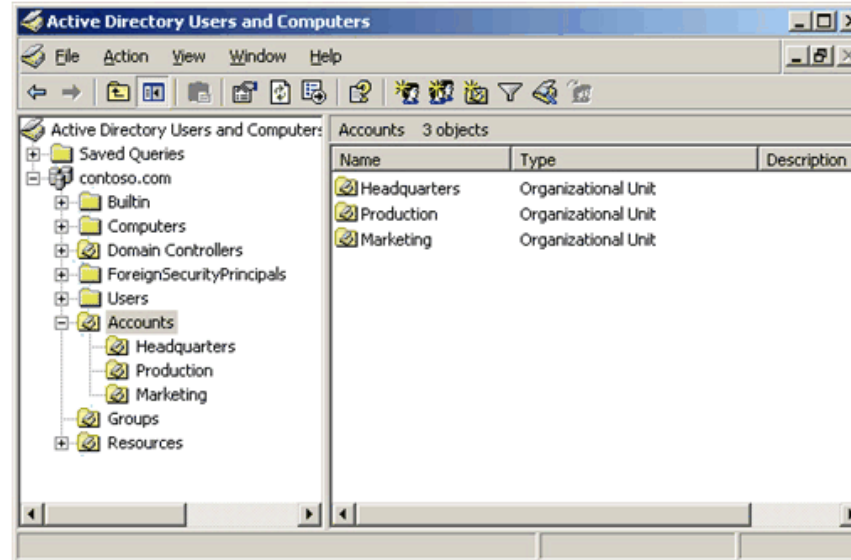 Active Directory Users and Computers
File Action View Window Help
Active Directory Users and Computers
Saved Queries
contoso.com
Builtin
Computers
Domain Controllers
ForeignSecurityPrincipals
Users
Accounts
Headquarters
Production
Marketing
Groups
Resources
Accounts 3 objects
Name Type Description
Headquarters Organizational Unit
Production Organizational Unit
Marketing Organizational Unit